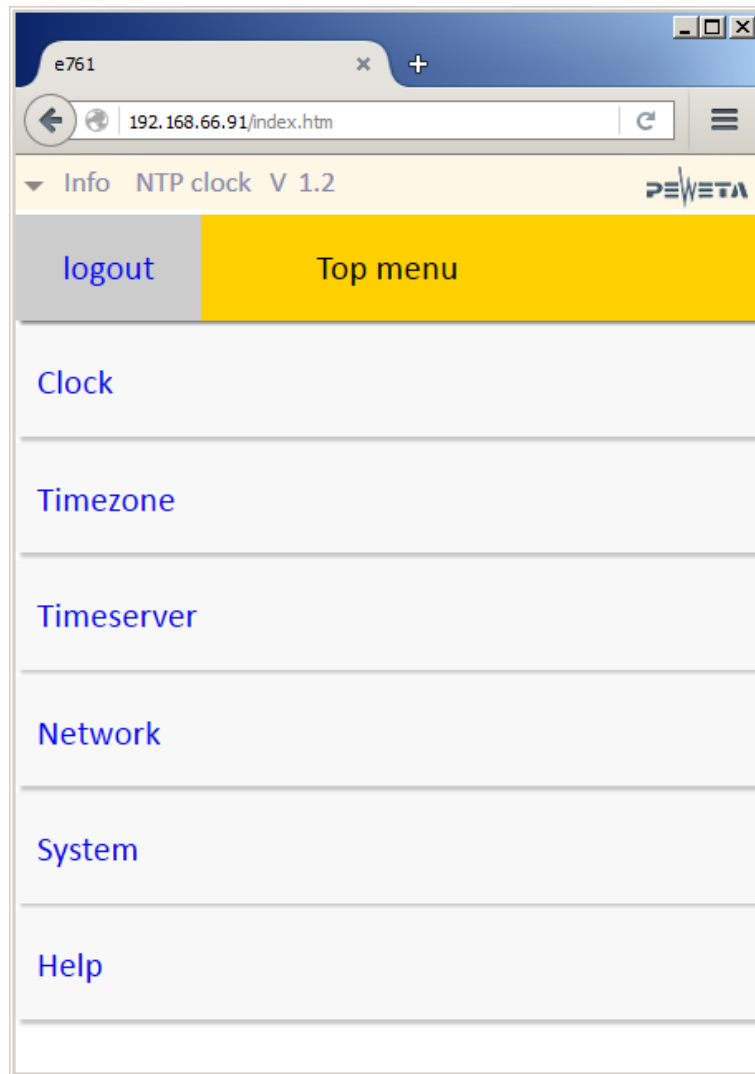 e761
192.168.66.91/index.htm
Info NTP clock V 1.2
PEWETA
logout Top menu
Clock
Timezone
Timeserver
Network
System
Help